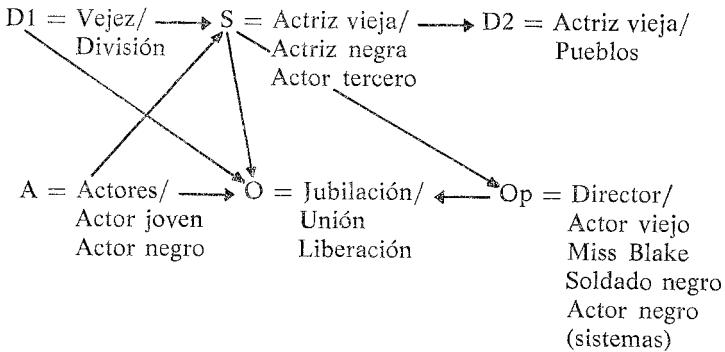 D1 = Vejez/ S = Actriz vieja/ D2 = Actriz vieja/
División Actriz negra Pueblos
Actor tercero
A = Actores/ O = Jubilación/ Op = Director/
Actor joven Unión Actor viejo
Actor negro Liberación Miss Blake
Soldado negro
Actor negro
(sistemas)